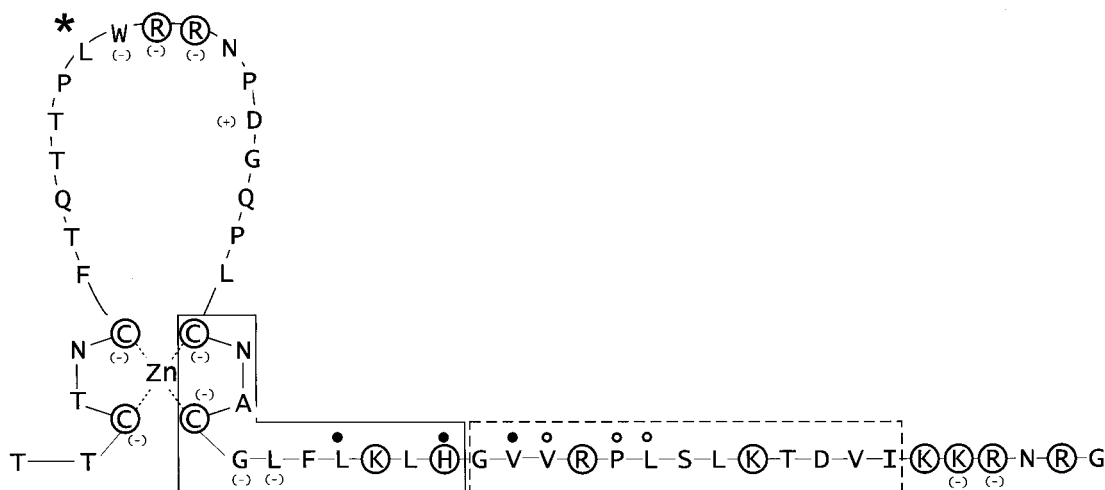 * L W R R N
(-) (-) (-)
P P
T (+) D
T G
Q Q
T P
F L
C C
N (-) (-) N
Zn
T (-) A
C C
(-)
T T G L F L K L H G V V R P L S L K T D V I K K R N R G
(-) (-) (-) (-)